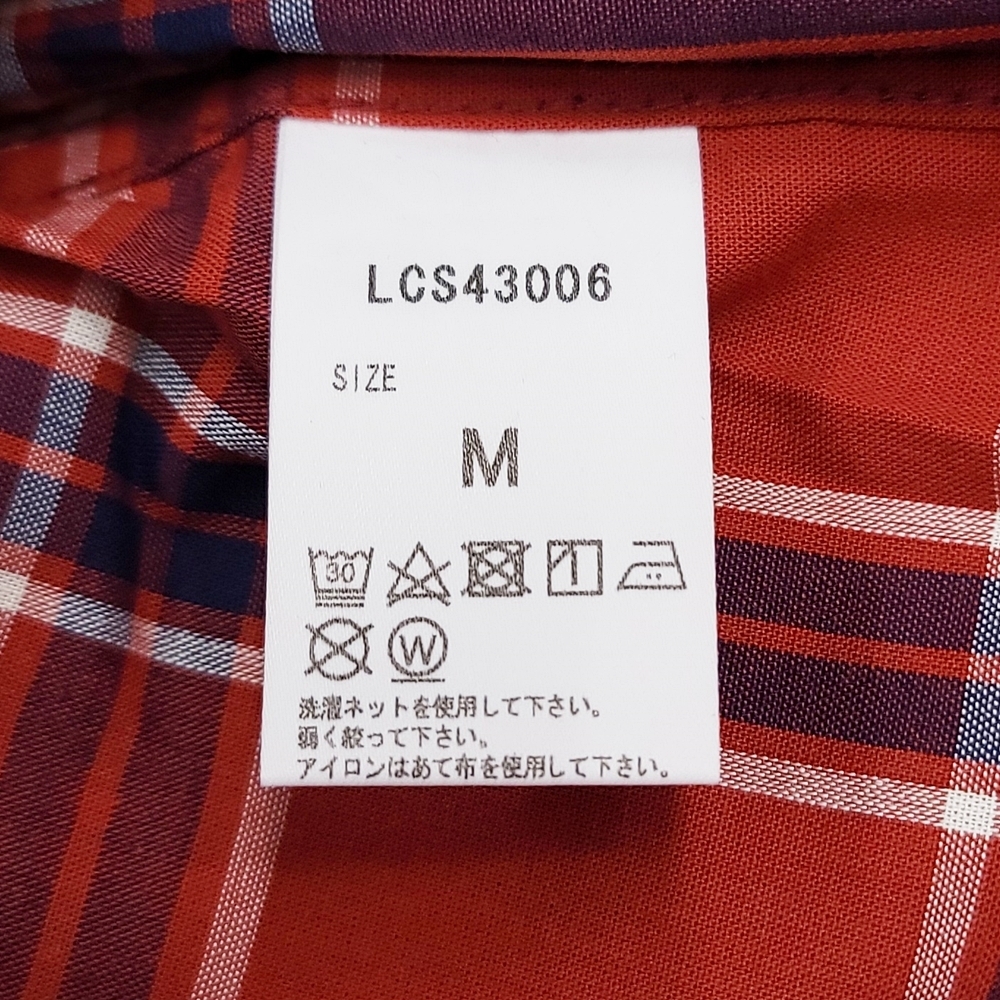 LCS43006
SIZE
M
30
W
洗濯ネットを使用して下さい。
弱く絞って下さい。
アイロンはあて布を使用して下さい。